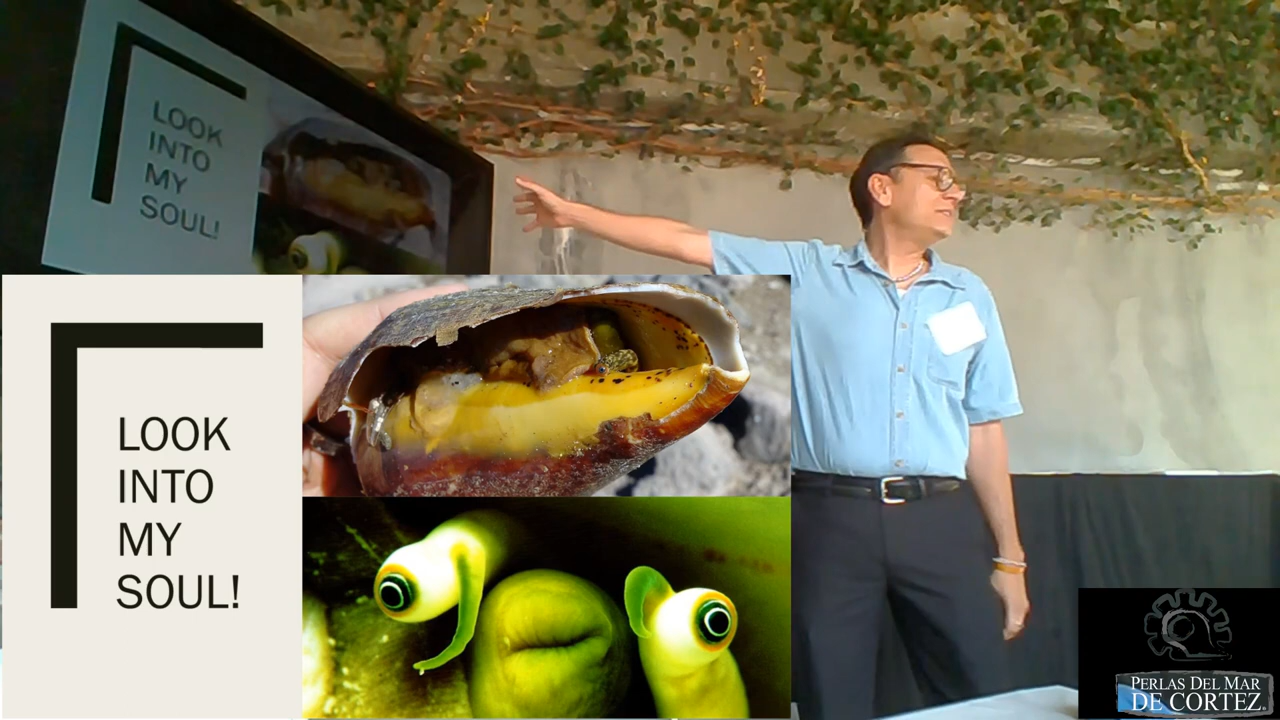 LOOK
INTO
MY
SOUL!
LOOK
INTO
MY
SOUL!
PERLAS DEL MAR
DE CORTEZ®